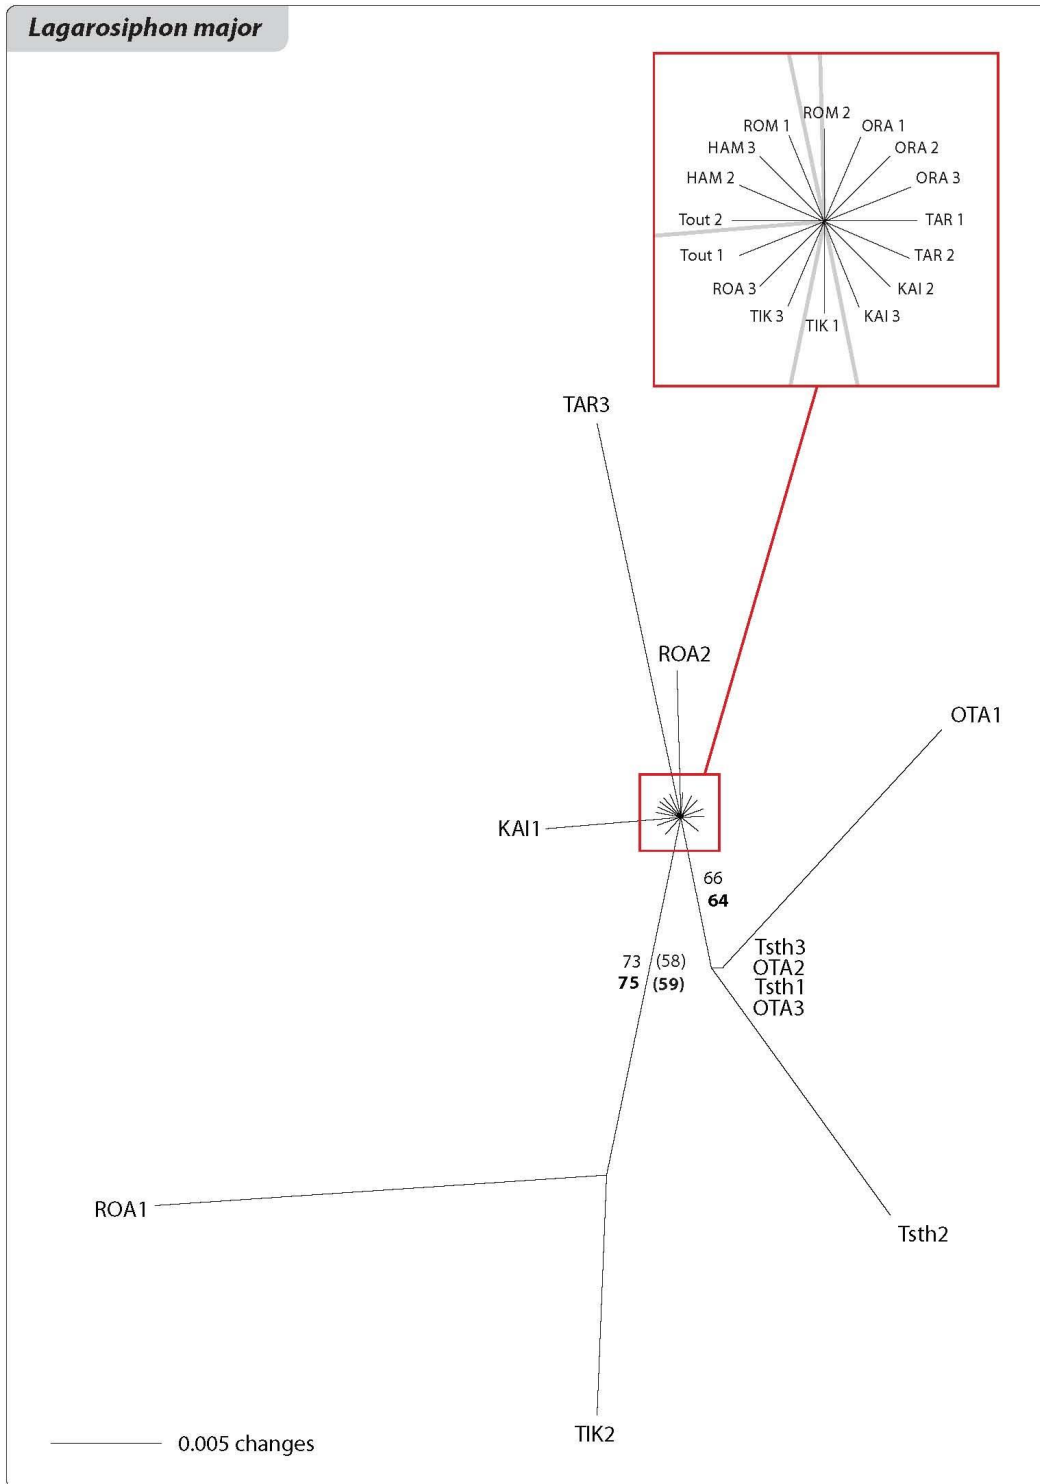 Lagarosiphon major
ROM 2
ROM 1
ORA 1
HAM 3
ORA 2
HAM 2
ORA 3
Tout 2
TAR 1
Tout 1
TAR 2
ROA 3
KAI 2
TIK 3
TIK 1
KAI 3
TAR3
ROA2
OTA1
KAI1
66
64
Tsth3
73 (58)
OTA2
75 (59)
Tsth1
OTA3
ROA1
Tsth2
TIK2
0.005 changes